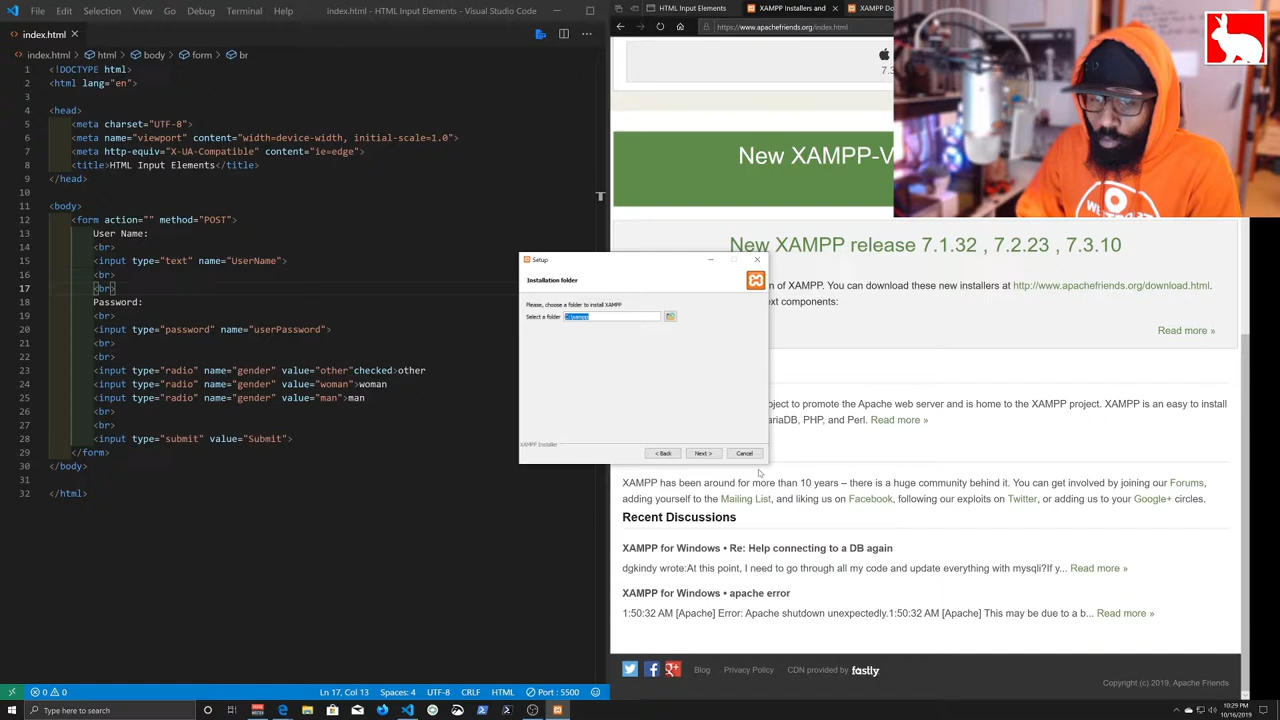 File Edit Selection View Go Debug Terminal Help
index.html - Visual Studio Code
index.html
index.html > html > body > form > br
4
5
6
7
8
9
10
11
12
13
14
15
16
17
18
19
20
21
22
23
24
25
26
27
28
29
30
31
32
<!DOCTYPE html>
<html lang="en">
<head>
<meta charset="UTF-8">
<meta name="viewport" content="width=device-width, initial-scale=1.0">
<meta http-equiv="X-UA-Compatible" content="ie=edge">
<title>HTML Input Elements</title>
</head>
<body>
<form action="" method="POST">
User Name:
<br>
<input type="text" name="UserName">
<br>
<br>
Password:
<br>
<input type="password" name="userPassword">
<br>
<br>
<input type="radio" name="gender" value="other"checked>other
<input type="radio" name="gender" value="woman">woman
<input type="radio" name="gender" value="man">man
<br>
<br>
<input type="submit" value="Submit">
</form>
</body>
</html>
0 0
Ln 17, Col 13
Spaces: 4
UTF-8
CRLF
HTML
Port : 5500
HTML Input Elements
XAMPP Installers and
XAMPP Do
https://www.apachefriends.org/index.html
7.3
New XAMPP-V
New XAMPP release 7.1.32 , 7.2.23 , 7.3.10
n of XAMPP. You can download these new installers at http://www.apachefriends.org/download.html.
ext components:
Read more »
oject to promote the Apache web server and is home to the XAMPP project. XAMPP is an easy to install
ariaDB, PHP, and Perl. Read more »
XAMPP has been around for more than 10 years – there is a huge community behind it. You can get involved by joining our Forums,
adding yourself to the Mailing List, and liking us on Facebook, following our exploits on Twitter, or adding us to your Google+ circles.
Recent Discussions
XAMPP for Windows • Re: Help connecting to a DB again
dgkindy wrote:At this point, I need to go through all my code and update everything with mysqli?If y... Read more »
XAMPP for Windows • apache error
1:50:32 AM [Apache] Error: Apache shutdown unexpectedly.1:50:32 AM [Apache] This may be due to a b... Read more »
Blog
Privacy Policy
CDN provided by fastly
Copyright (c) 2019, Apache Friends
Setup
Installation folder
Please, choose a folder to install XAMPP
Select a folder C:\xampp
XAMPP Installer
< Back
Next >
Cancel
Type here to search
10:29 PM
10/16/2019